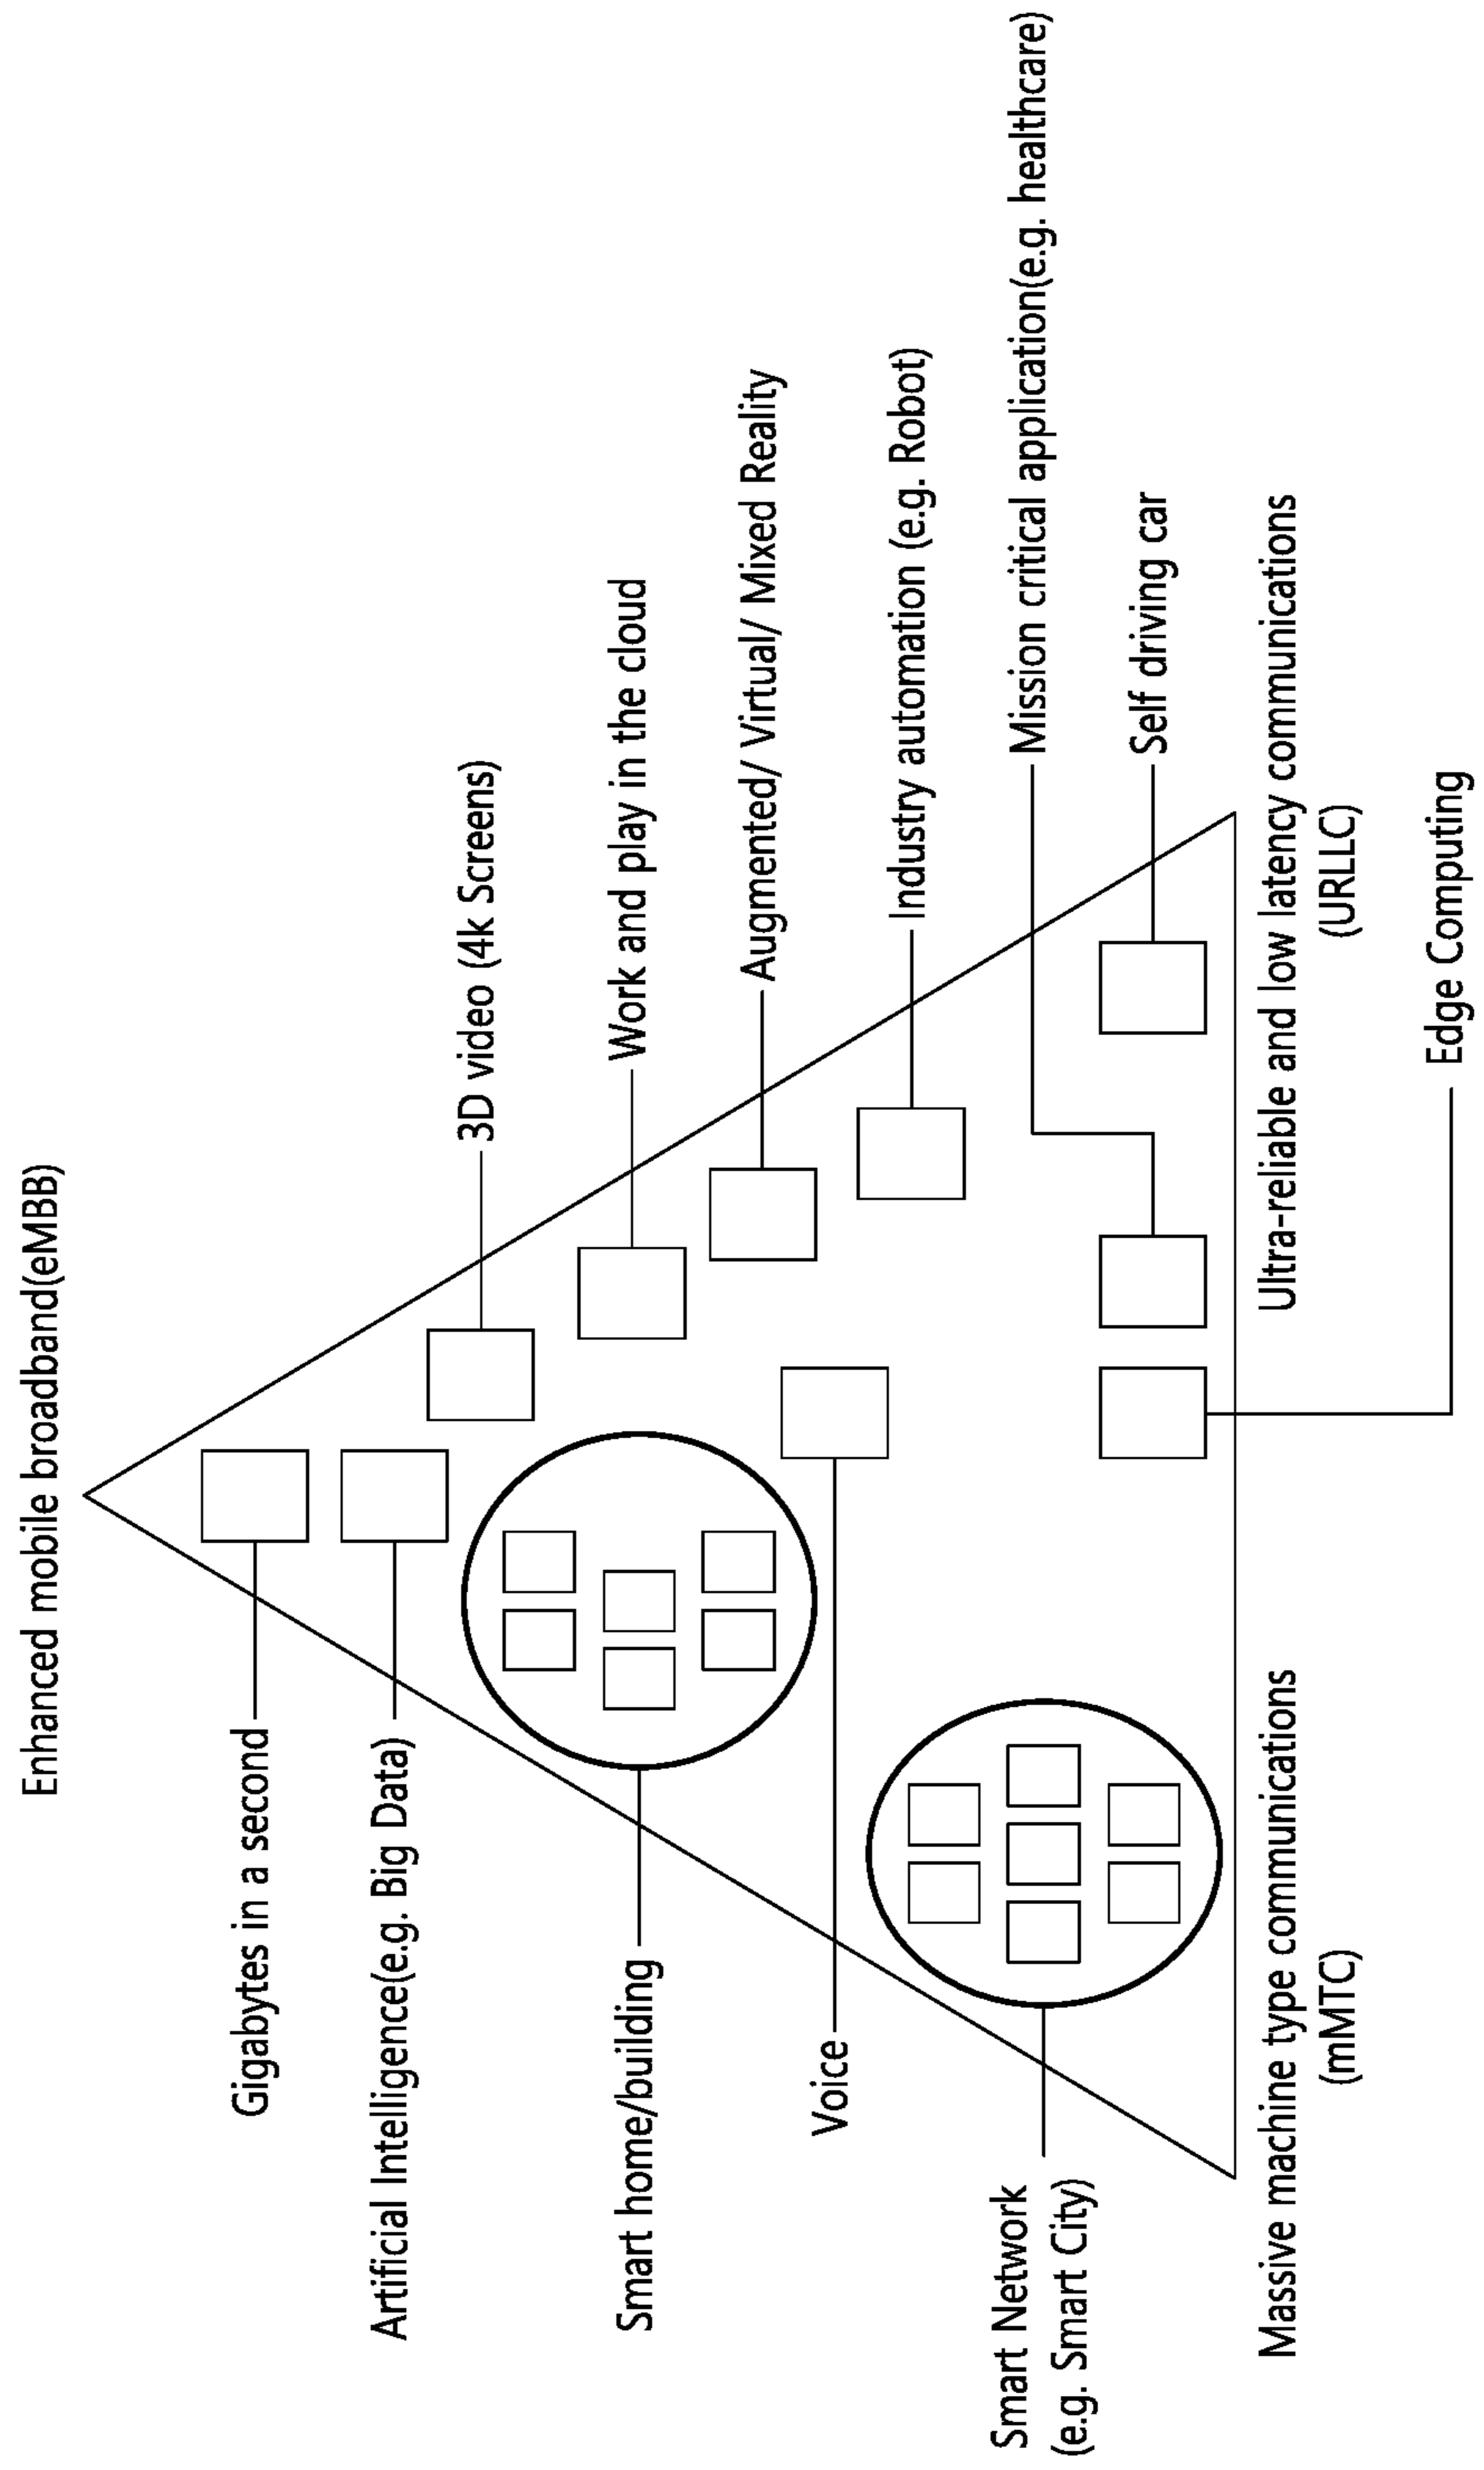 Enhanced mobile broadband(eMBB)
Gigabytes in a second
Artificial Intelligence(e.g. Big Data)
3D video (4k Screens)
Smart home/building
Work and play in the cloud
Augmented/ Virtual/ Mixed Reality
Voice
Industry automation (e.g. Robot)
Smart Network
(e.g. Smart City)
Mission critical application(e.g. healthcare)
Self driving car
Massive machine type communications
(mMTC)
Ultra-reliable and low latency communications
(URLLC)
Edge Computing